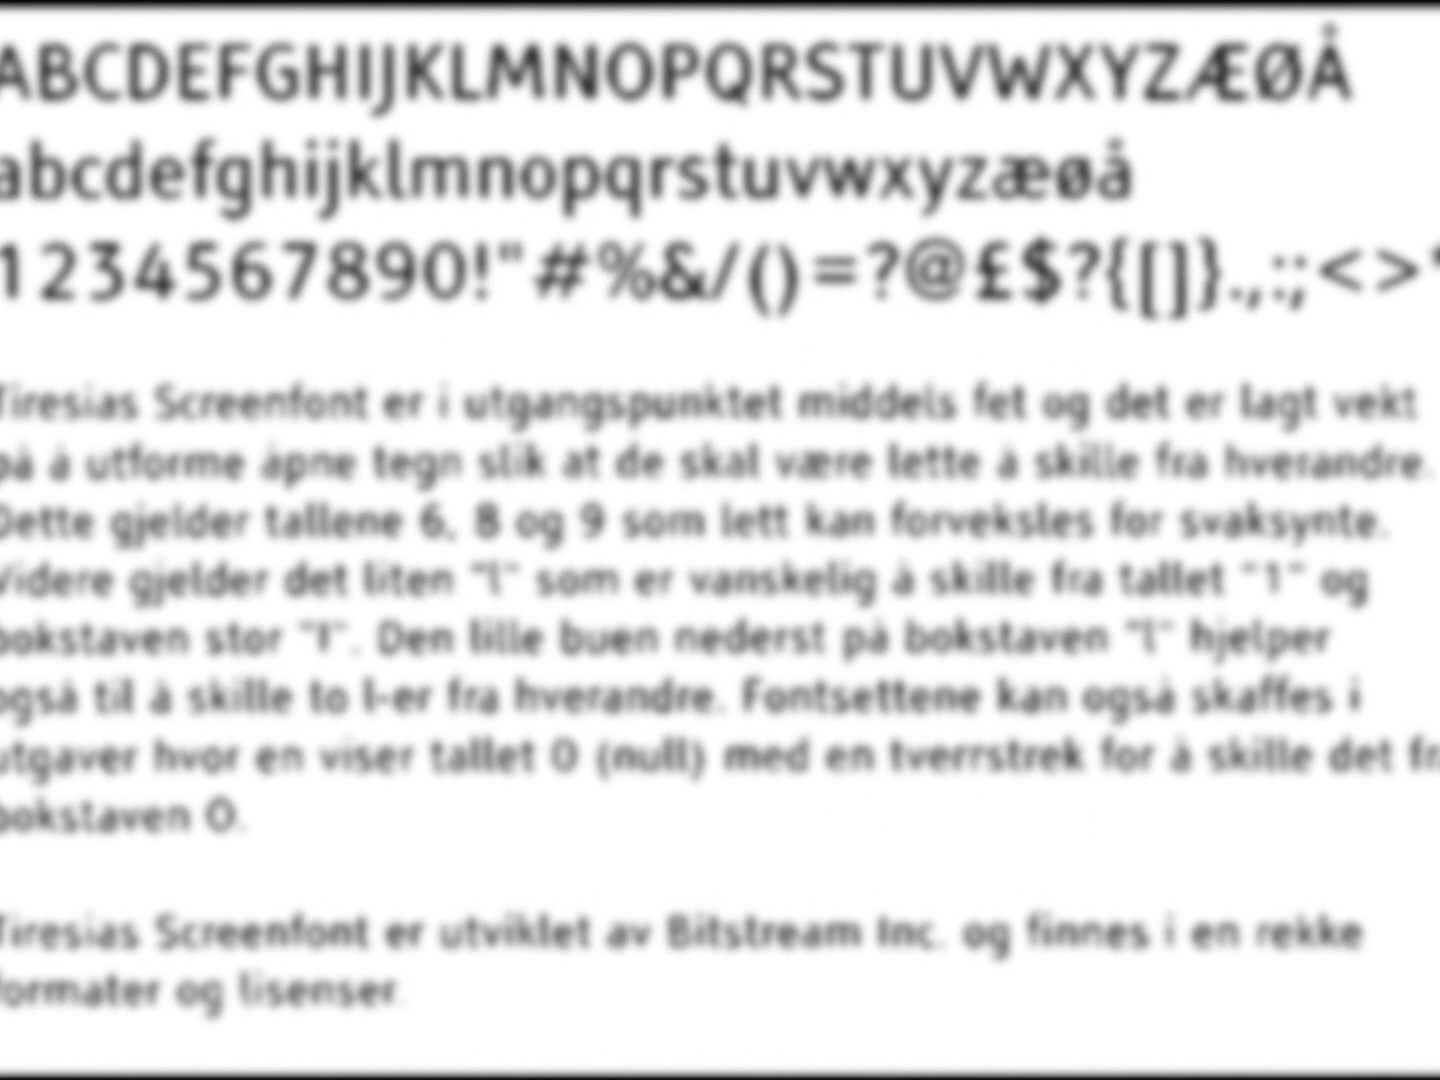 ABCDEFGHIJKLMNOPQRSTUVWXYZÆØÅ
abcdefghijklmnopqrstuvwxyzæøå
1234567890!"#%&/()=?@£$?{[]}.,:;<>
Tiresias Screenfont er i utgangspunktet middels fet og det er lagt vekt
på å utforme åpne tegn slik at de skal være lette å skille fra hverandre.
Dette gjelder tallene 6, 8 og 9 som lett kan forveksles for svaksynte.
Videre gjelder det liten "l" som er vanskelig å skille fra tallet "1" og
bokstaven stor "I". Den lille buen nederst på bokstaven "l" hjelper
også til å skille to l-er fra hverandre. Fontsettene kan også skaffes i
utgaver hvor en viser tallet 0 (null) med en tverrstrek for å skille det fra
bokstaven O.
Tiresias Screenfont er utviklet av Bitstream Inc. og finnes i en rekke
formater og lisenser.